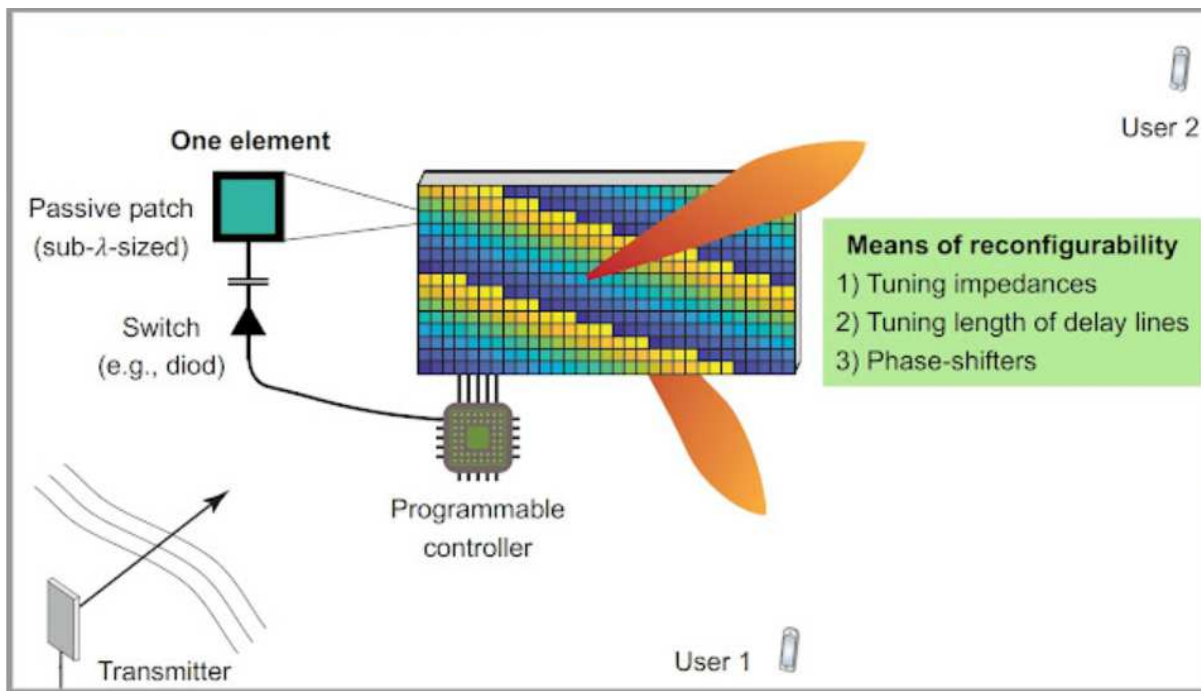 One element
Passive patch
(sub-λ-sized)
Switch
(e.g., diod)
Programmable
controller
Transmitter
User 1
User 2
Means of reconfigurability
1) Tuning impedances
2) Tuning length of delay lines
3) Phase-shifters